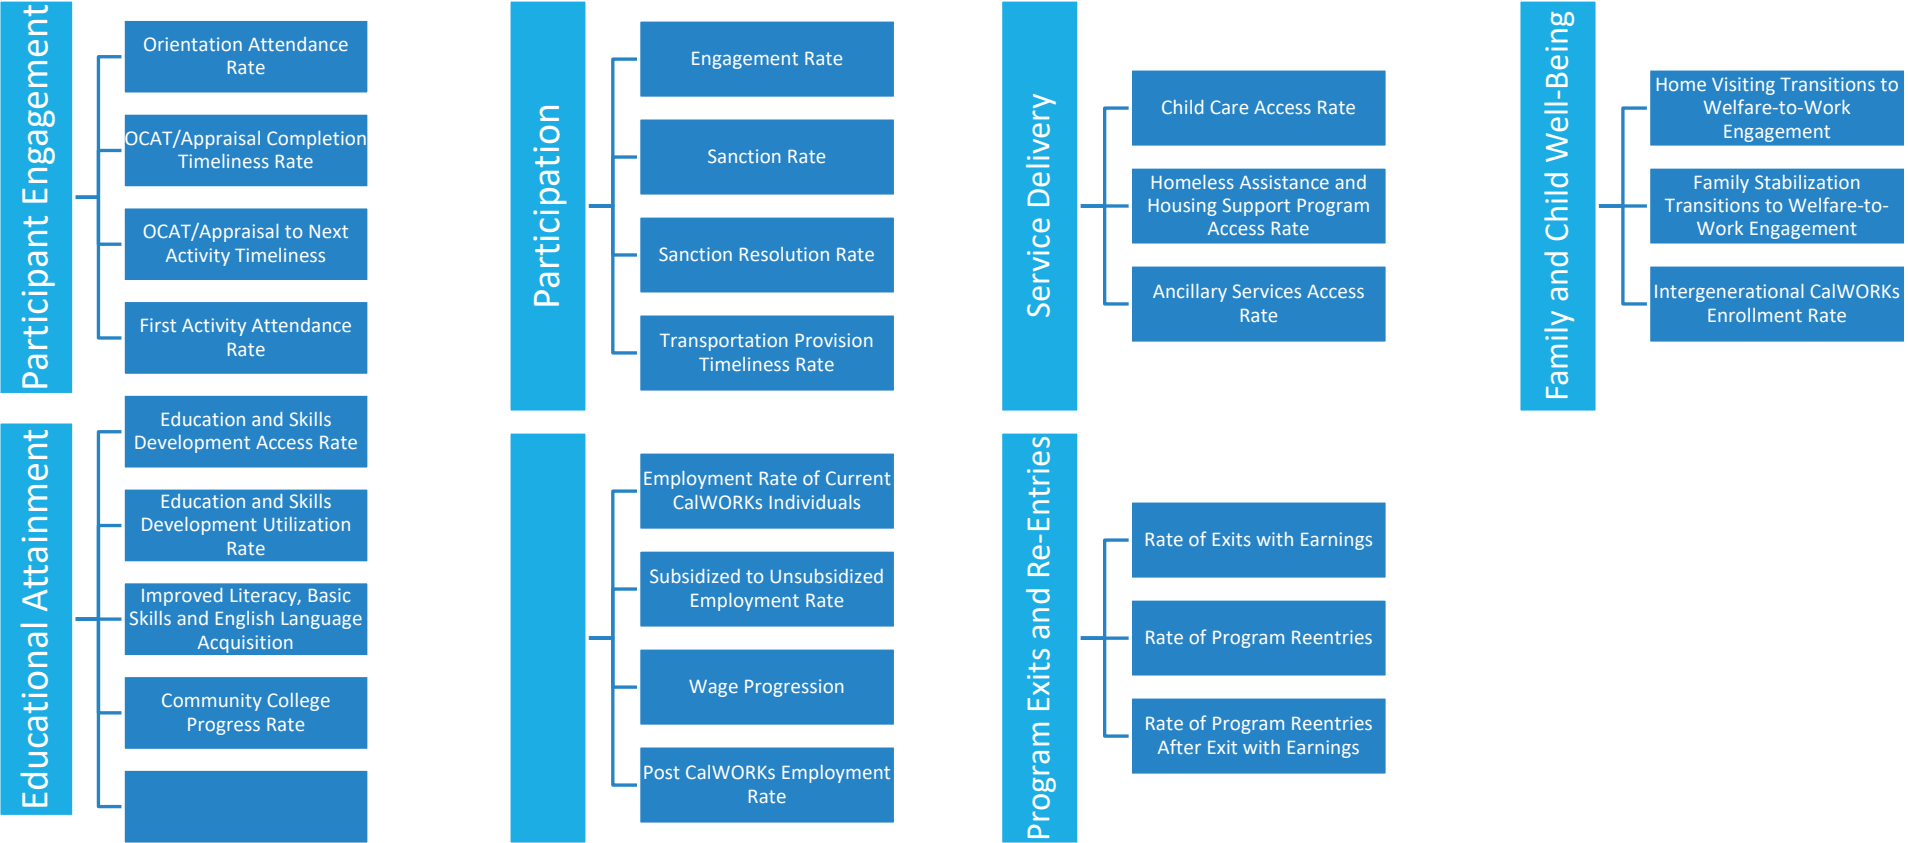 Participant Engagement
Orientation Attendance
Rate
OCAT/Appraisal Completion
Timeliness Rate
OCAT/Appraisal to Next
Activity Timeliness
First Activity Attendance
Rate
Participation
Engagement Rate
Sanction Rate
Sanction Resolution Rate
Transportation Provision
Timeliness Rate
Service Delivery
Child Care Access Rate
Homeless Assistance and
Housing Support Program
Access Rate
Ancillary Services Access
Rate
Family and Child Well-Being
Home Visiting Transitions to
Welfare-to-Work
Engagement
Family Stabilization
Transitions to Welfare-to-
Work Engagement
Intergenerational CalWORKs
Enrollment Rate
Educational Attainment
Education and Skills
Development Access Rate
Education and Skills
Development Utilization
Rate
Improved Literacy, Basic
Skills and English Language
Acquisition
Community College
Progress Rate
Employment Rate of Current
CalWORKs Individuals
Subsidized to Unsubsidized
Employment Rate
Wage Progression
Post CalWORKs Employment
Rate
Program Exits and Re-Entries
Rate of Exits with Earnings
Rate of Program Reentries
Rate of Program Reentries
After Exit with Earnings